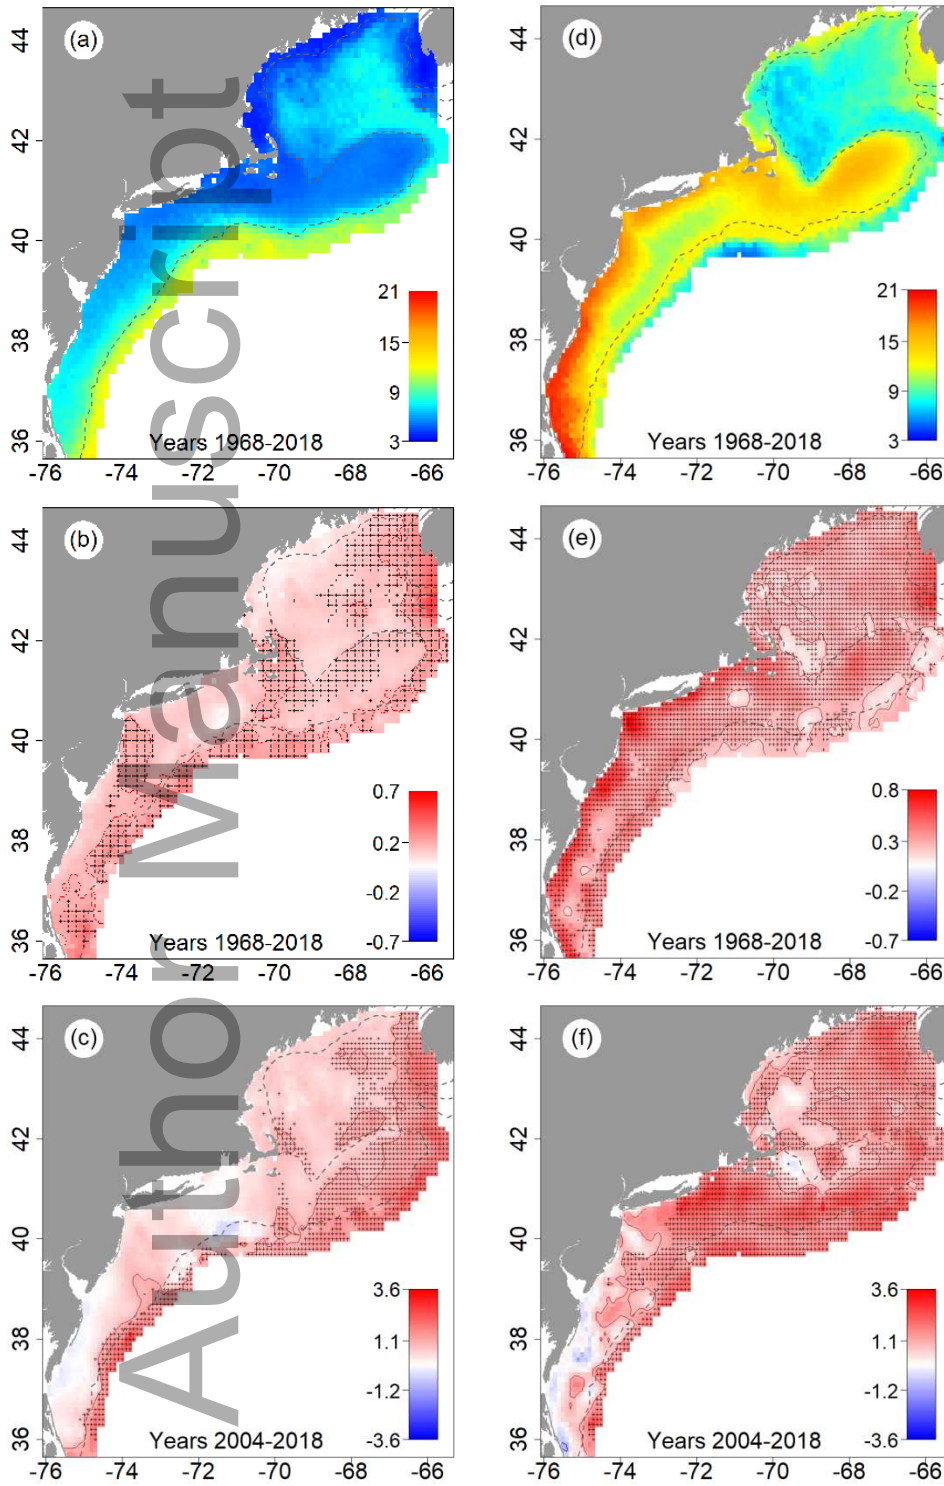 (a)
44
42
40
38
36
21
15
9
3
Years 1968-2018
-76 -74 -72 -70 -68 -66
(d)
44
42
40
38
36
21
15
9
3
Years 1968-2018
-76 -74 -72 -70 -68 -66
(b)
44
42
40
38
36
0.7
0.2
-0.2
-0.7
Years 1968-2018
-76 -74 -72 -70 -68 -66
(e)
44
42
40
38
36
0.8
0.3
-0.2
-0.7
Years 1968-2018
-76 -74 -72 -70 -68 -66
(c)
44
42
40
38
36
3.6
1.1
-1.2
-3.6
Years 2004-2018
-76 -74 -72 -70 -68 -66
(f)
44
42
40
38
36
3.6
1.1
-1.2
-3.6
Years 2004-2018
-76 -74 -72 -70 -68 -66
Author Manuscript